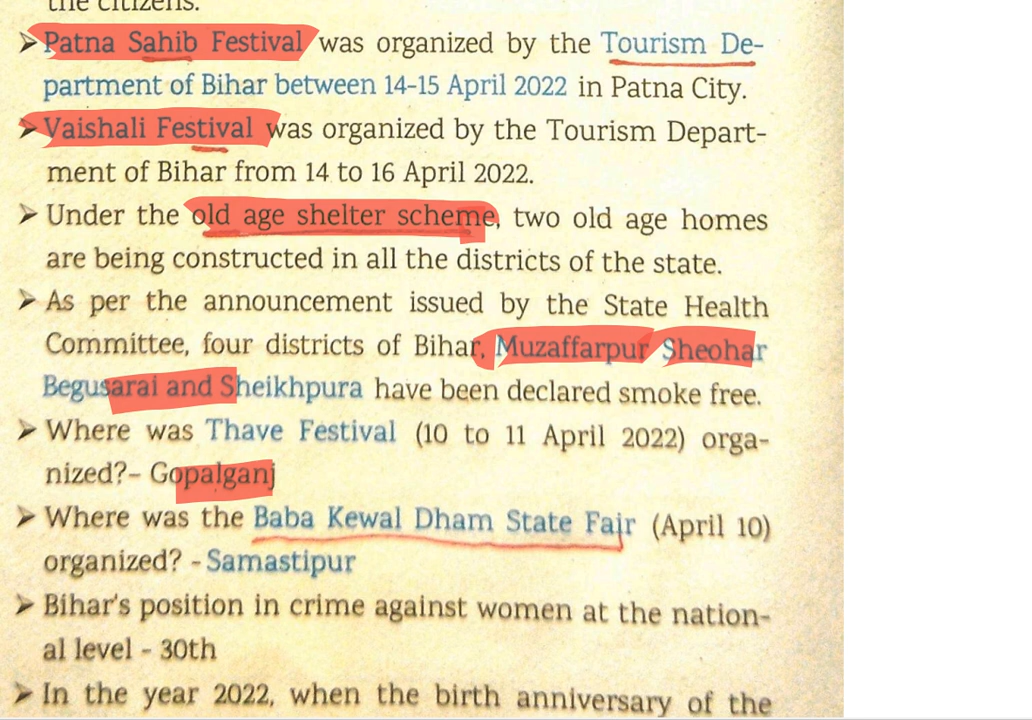 the citizens.
➤ Patna Sahib Festival was organized by the Tourism De-
partment of Bihar between 14-15 April 2022 in Patna City.
➤ Vaishali Festival was organized by the Tourism Depart-
ment of Bihar from 14 to 16 April 2022.
➤ Under the old age shelter scheme, two old age homes
are being constructed in all the districts of the state.
➤ As per the announcement issued by the State Health
Committee, four districts of Bihar, Muzaffarpur Sheohar
Begusarai and Sheikhpura have been declared smoke free.
➤ Where was Thave Festival (10 to 11 April 2022) orga-
nized?– Gopalganj
➤ Where was the Baba Kewal Dham State Fair (April 10)
organized? - Samastipur
➤ Bihar's position in crime against women at the nation-
al level - 30th
➤ In the year 2022, when the birth anniversary of the